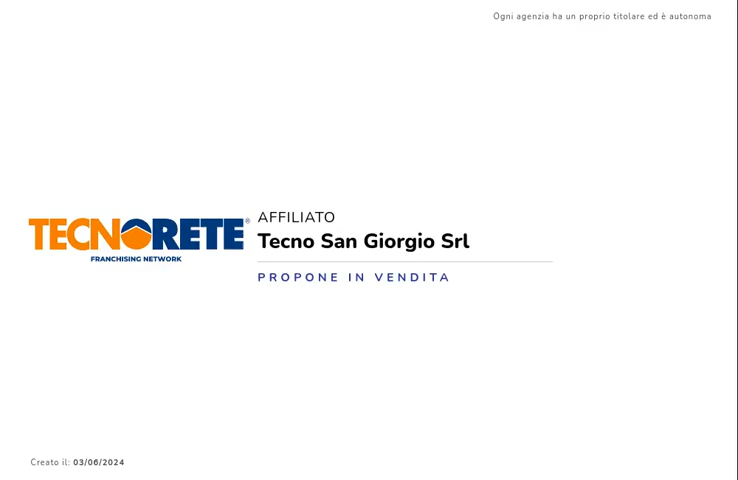 Ogni agenzia ha un proprio titolare ed è autonoma
TECNORETE®
FRANCHISING NETWORK
AFFILIATO
Tecno San Giorgio Srl
PROPONE IN VENDITA
Creato il: 03/06/2024